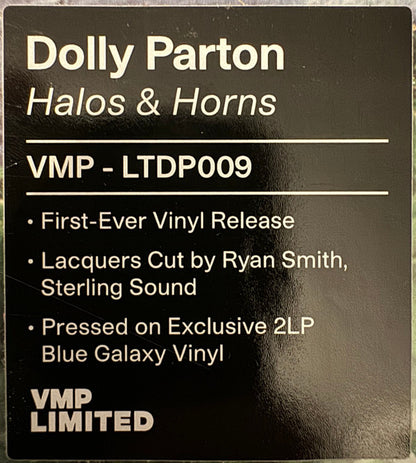 Dolly Parton
Halos & Horns
VMP - LTDP009
• First-Ever Vinyl Release
• Lacquers Cut by Ryan Smith,
Sterling Sound
• Pressed on Exclusive 2LP
Blue Galaxy Vinyl
VMP
LIMITED